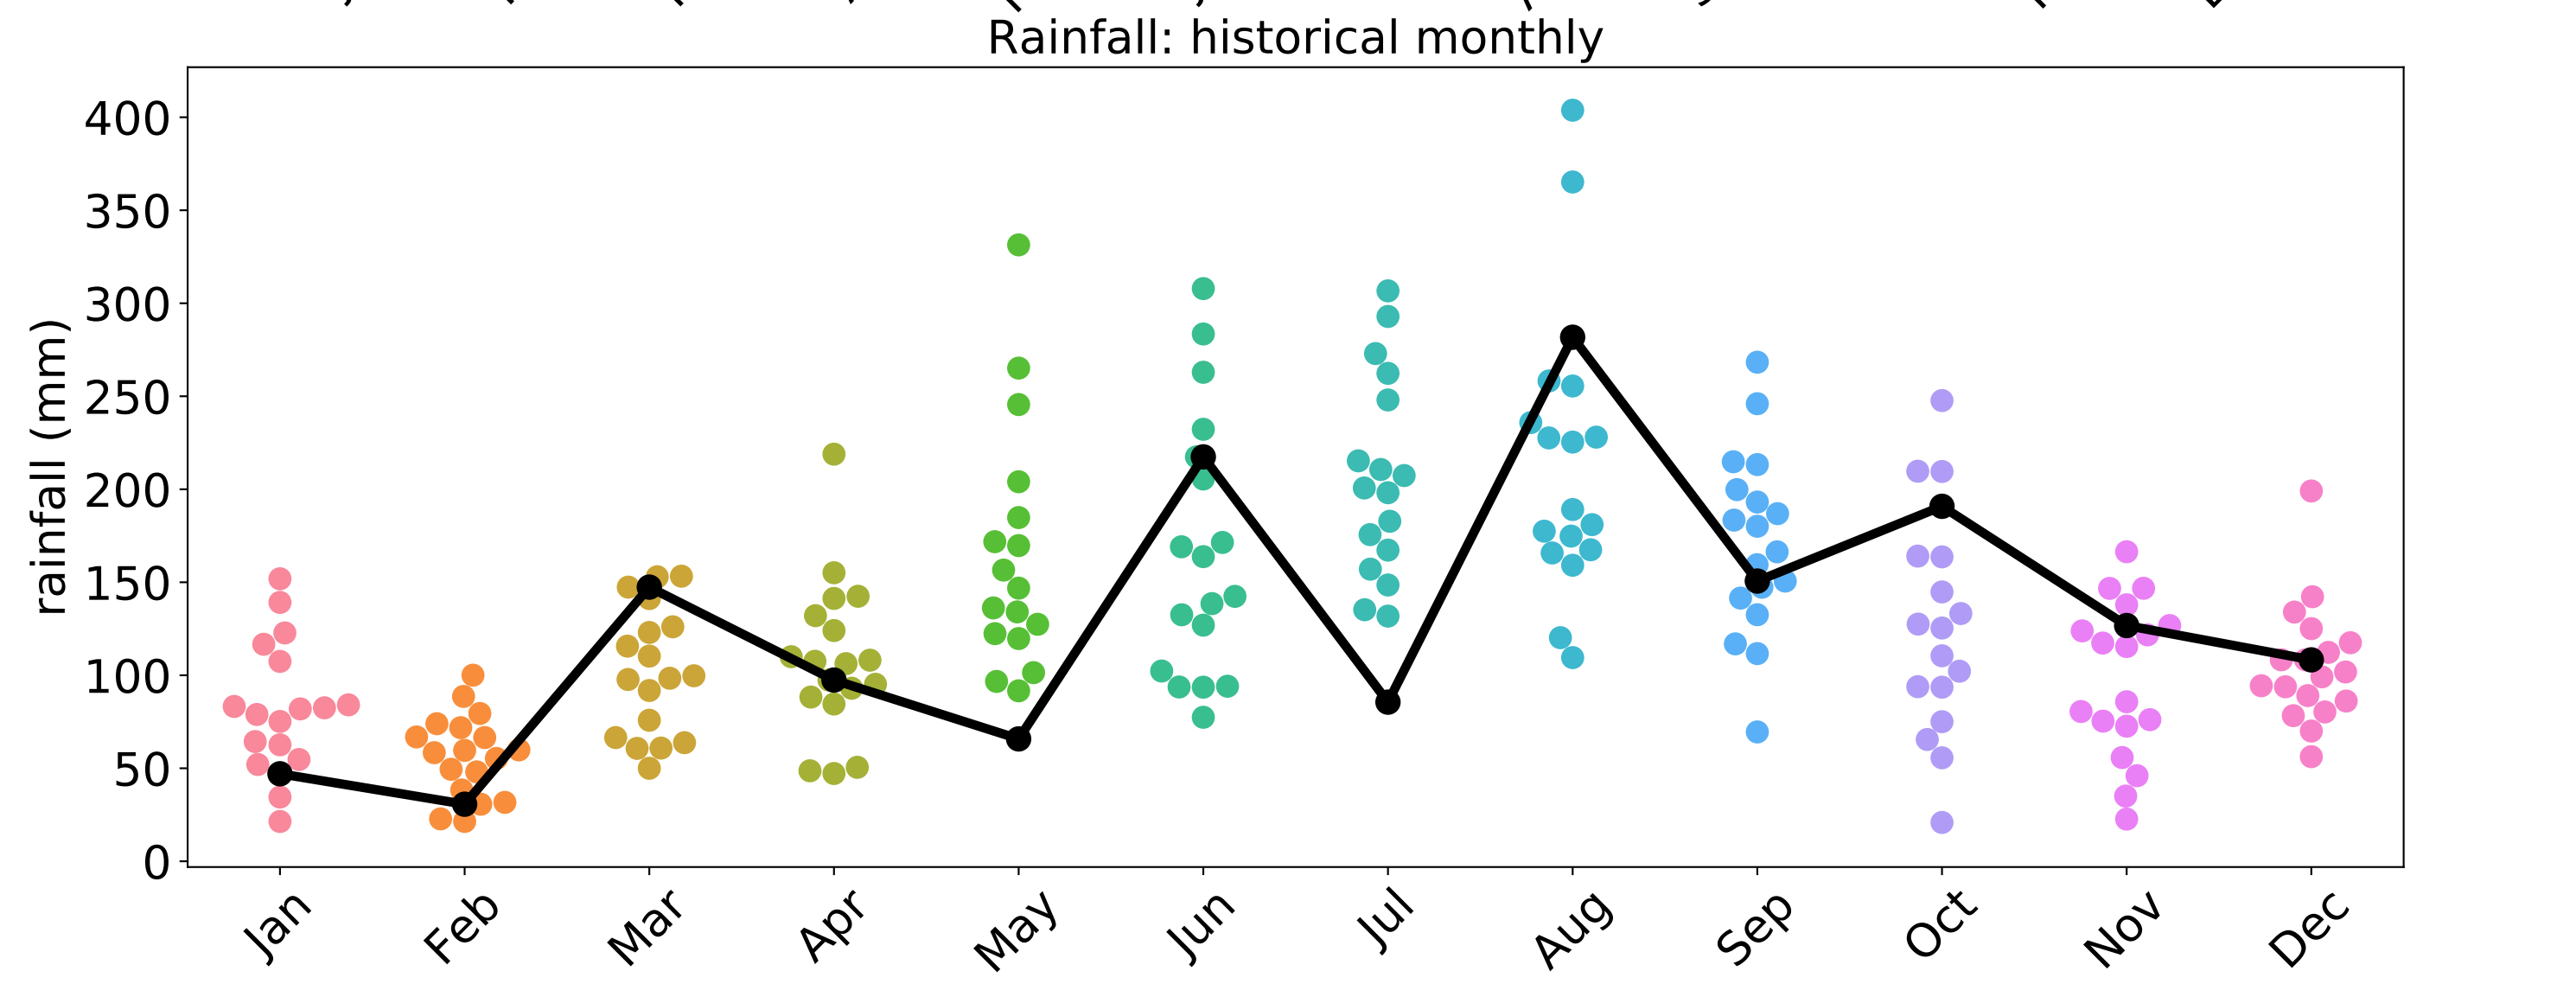 Rainfall: historical monthly
rainfall (mm)
400
350
300
250
200
150
100
50
0
Jan
Feb
Mar
Apr
May
Jun
Jul
Aug
Sep
Oct
Nov
Dec